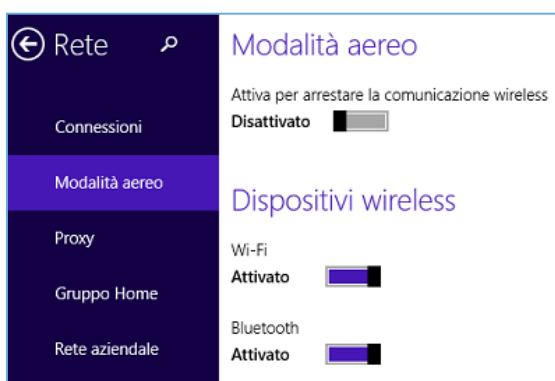 Rete
Connessioni
Modalità aereo
Proxy
Gruppo Home
Rete aziendale
Modalità aereo
Attiva per arrestare la comunicazione wireless
Disattivato
Dispositivi wireless
Wi-Fi
Attivato
Bluetooth
Attivato